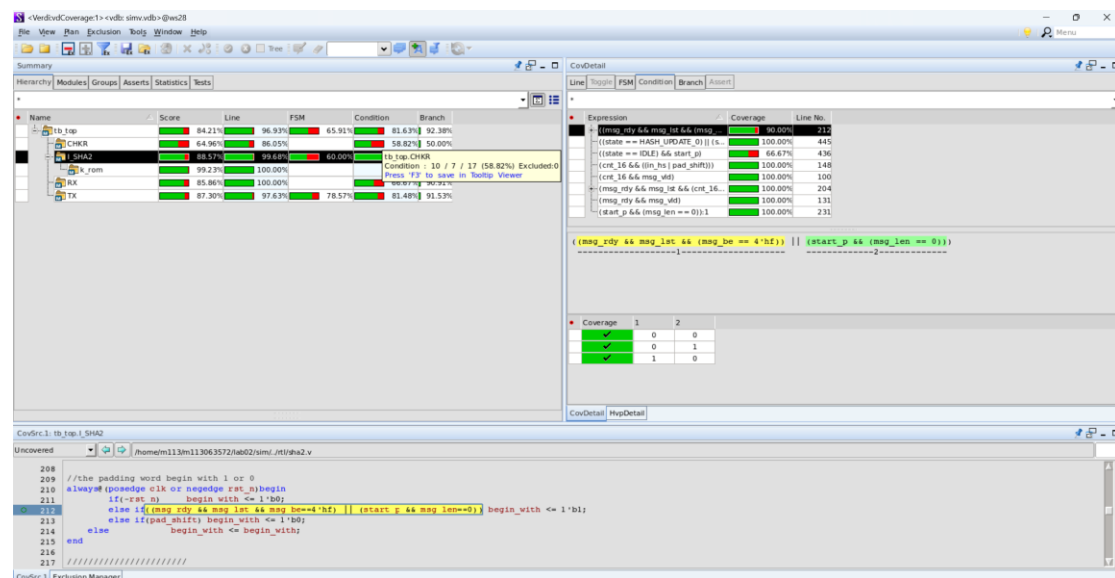 <Verdi:vdCoverage:1> <vdb: simv.vdb>@ws28
File View Plan Exclusion Tools Window Help
Tree
Menu
Summary
Hierarchy Modules Groups Asserts Statistics Tests
*
Name Score Line FSM Condition Branch
tb_top 84.21% 96.93% 65.91% 81.63% 92.38%
CHKR 64.96% 86.05% 58.82% 50.00%
I_SHA2 88.57% 99.68% 60.00%
k_rom 99.23% 100.00%
RX 85.86% 100.00% 66.67% 90.91%
TX 87.30% 97.63% 78.57% 81.48% 91.53%
tb_top.CHKR
Condition : 10 / 7 / 17 (58.82%) Excluded:0
Press 'F3' to save in Tooltip Viewer
CovDetail
Line Toggle FSM Condition Branch Assert
*
Expression Coverage Line No.
((msg_rdy && msg_lst && (msg_... 90.00% 212
((state == HASH_UPDATE_0) || (s... 100.00% 445
((state == IDLE) && start_p) 66.67% 436
(cnt_16 && ((in_hs | pad_shift))) 100.00% 148
(cnt_16 && msg_vld) 100.00% 100
(msg_rdy && msg_lst && (cnt_16... 100.00% 204
(msg_rdy && msg_vld) 100.00% 131
(start_p && (msg_len == 0)):1 100.00% 231
((msg_rdy && msg_lst && (msg_be == 4'hf)) || (start_p && (msg_len == 0)))
--------------------1-------------------- -------------2-------------
Coverage 1 2
0 0
0 1
1 0
CovDetail HvpDetail
CovSrc.1: tb_top.I_SHA2
Uncovered /home/m113/m113063572/lab02/sim/../rtl/sha2.v
208
209 //the padding word begin with 1 or 0
210 always@(posedge clk or negedge rst_n)begin
211 if(~rst_n) begin_with <= 1'b0;
212 else if((msg_rdy && msg_lst && msg_be==4'hf) || (start_p && msg_len==0)) begin_with <= 1'b1;
213 else if(pad_shift) begin_with <= 1'b0;
214 else begin_with <= begin_with;
215 end
216
217 ///////////////////////
CovSrc.1 Exclusion Manager